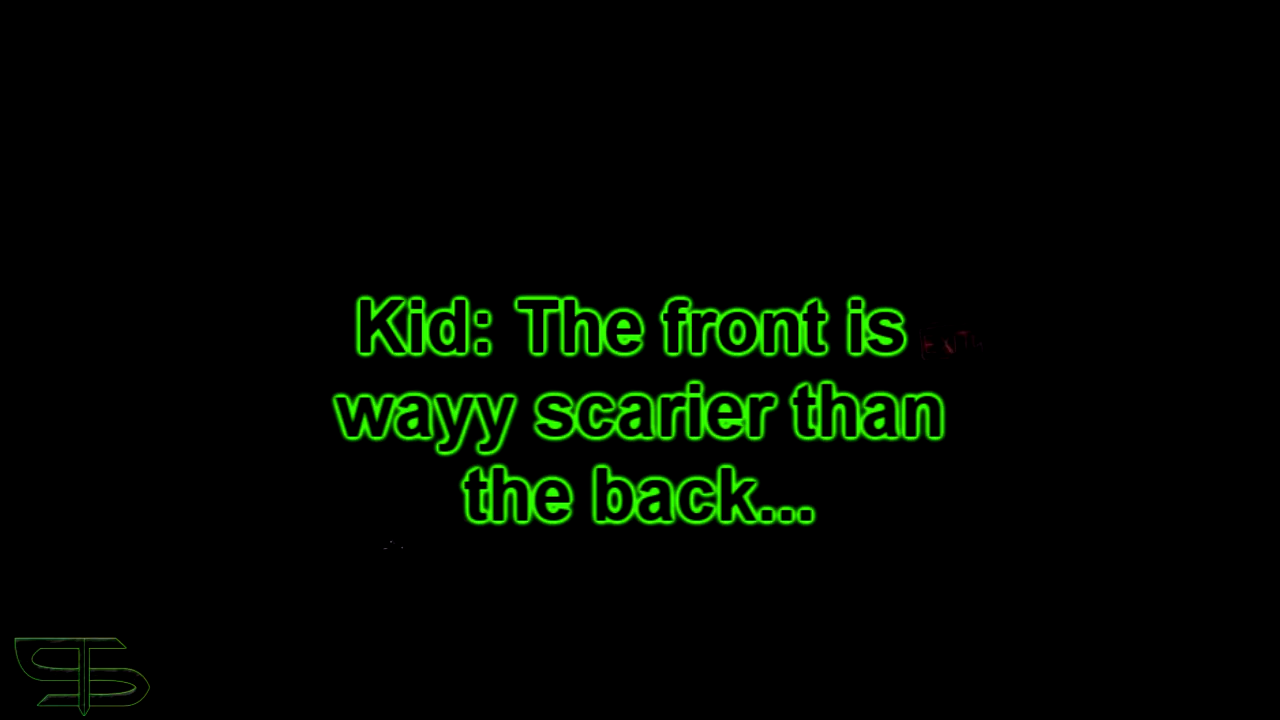 Kid: The front is
wayy scarier than
the back...